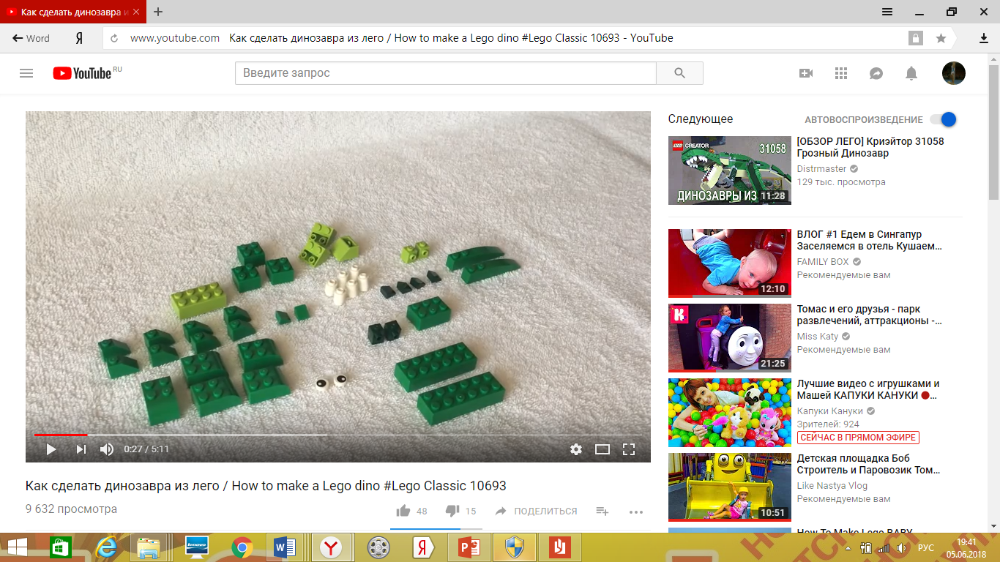 Как сделать динозавра и
Word
Я
www.youtube.com Как сделать динозавра из лего / How to make a Lego dino #Lego Classic 10693 - YouTube
YouTube RU
Введите запрос
Следующее
АВТОВОСПРОИЗВЕДЕНИЕ
LEGO CREATOR
31058
ДИНОЗАВРЫ ИЗ
11:28
[ОБЗОР ЛЕГО] Криэйтор 31058
Грозный Динозавр
Distrmaster
129 тыс. просмотра
12:10
ВЛОГ #1 Едем в Сингапур
Заселяемся в отель Кушаем...
FAMILY BOX
Рекомендуемые вам
K
21:25
Томас и его друзья - парк
развлечений, аттракционы -...
Miss Katy
Рекомендуемые вам
Лучшие видео с игрушками и
Машей КАПУКИ КАНУКИ ...
Капуки Кануки
Зрителей: 924
СЕЙЧАС В ПРЯМОМ ЭФИРЕ
10:51
Детская площадка Боб
Строитель и Паровозик Том...
Like Nastya Vlog
Рекомендуемые вам
How To Make Lego BABY
0:27 / 5:11
Как сделать динозавра из лего / How to make a Lego dino #Lego Classic 10693
9 632 просмотра
48
15
ПОДЕЛИТЬСЯ
lenovo
РУС
19:41
05.06.2018